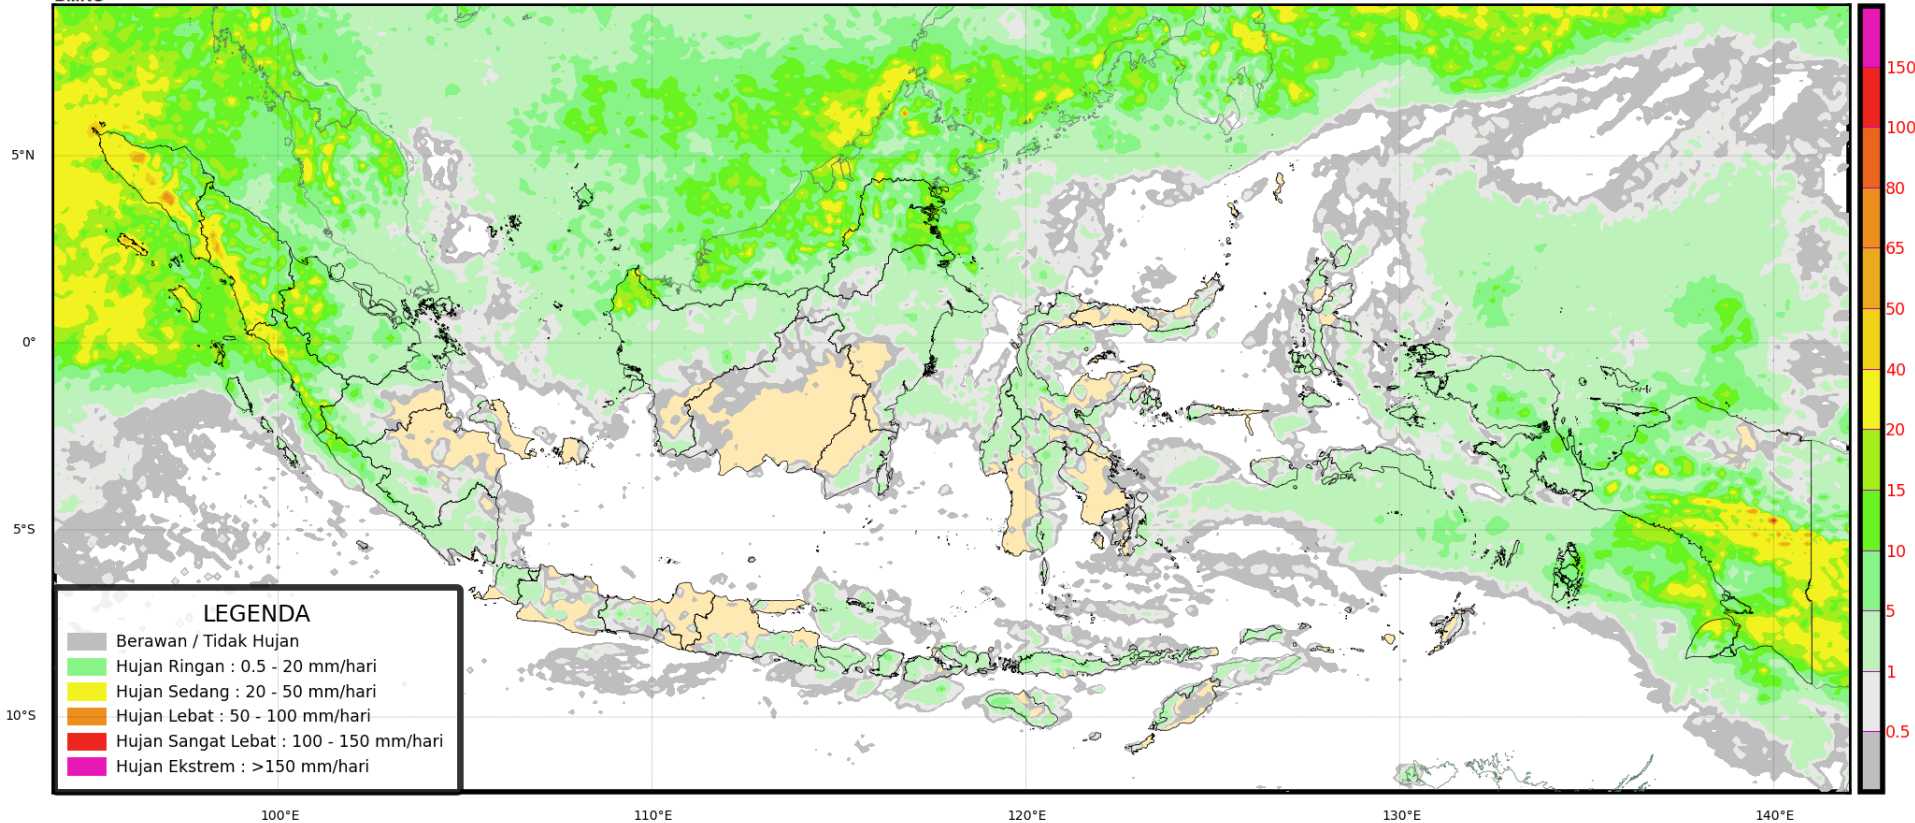 5°N
0°
5°S
10°S
LEGENDA
Berawan / Tidak Hujan
Hujan Ringan : 0.5 - 20 mm/hari
Hujan Sedang : 20 - 50 mm/hari
Hujan Lebat : 50 - 100 mm/hari
Hujan Sangat Lebat : 100 - 150 mm/hari
Hujan Ekstrem : >150 mm/hari
100°E
110°E
120°E
130°E
140°E
150
100
80
65
50
40
20
15
10
5
1
0.5